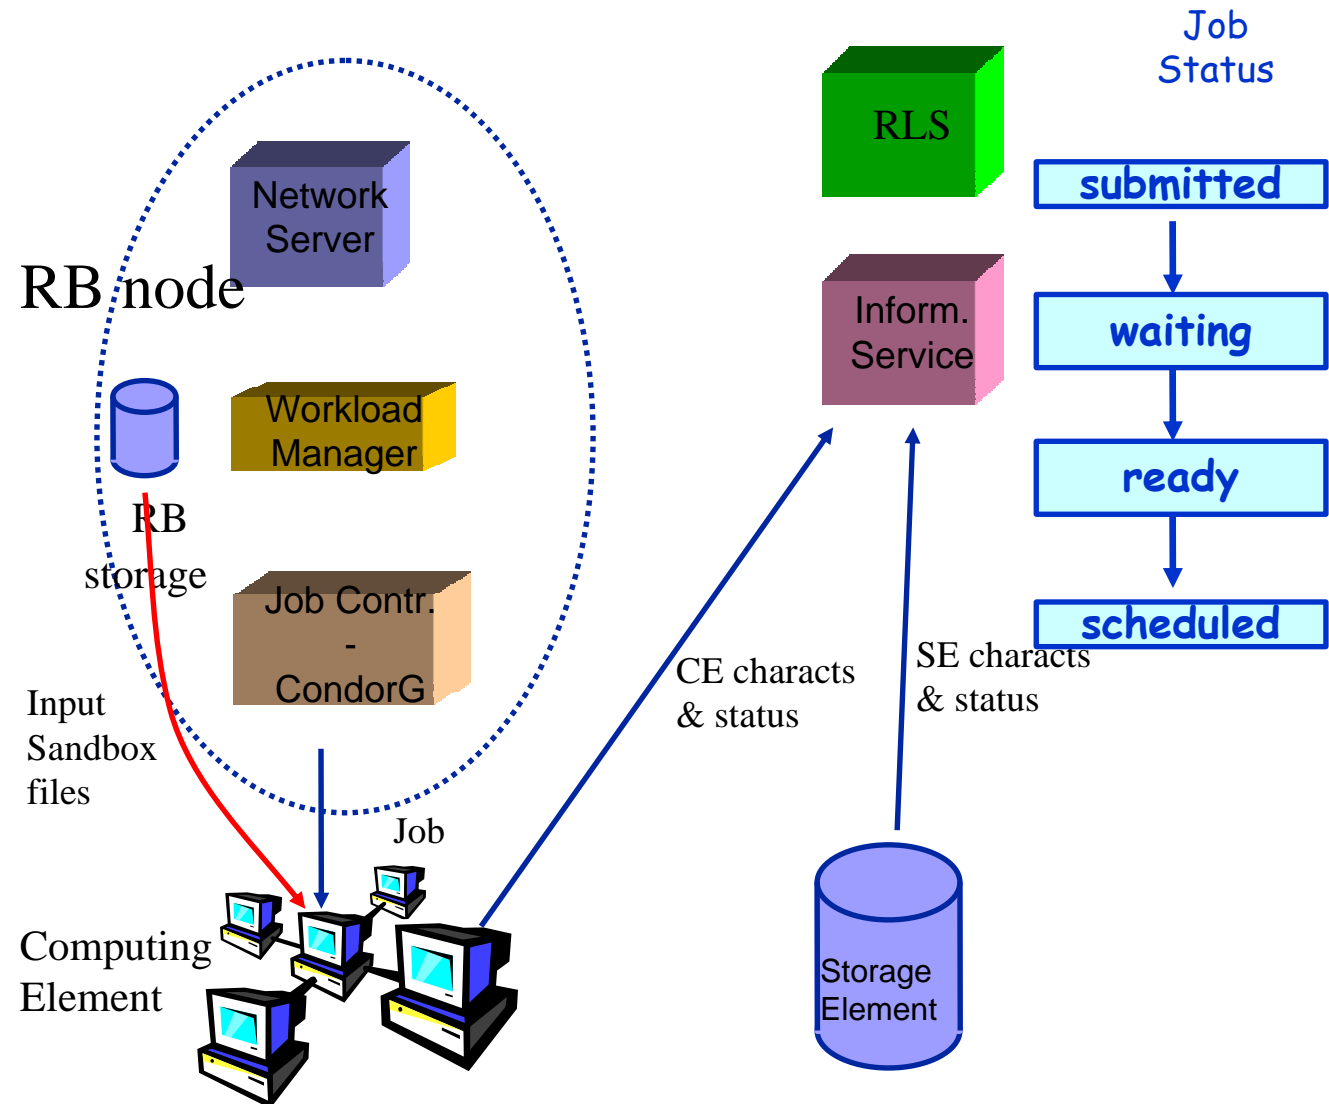 Job
Status
RLS
submitted
Network
Server
RB node
Inform.
Service
waiting
Workload
Manager
ready
RB
storage
Job Contr.
-
CondorG
scheduled
CE characts
& status
SE characts
& status
Input
Sandbox
files
Job
Computing
Element
Storage
Element